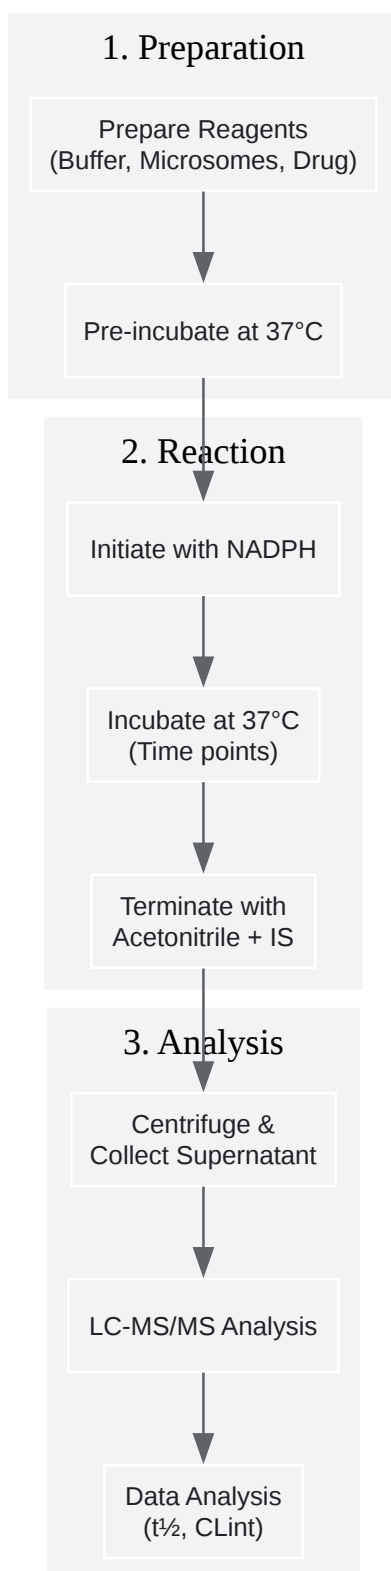 1. Preparation
Prepare Reagents
(Buffer, Microsomes, Drug)
Pre-incubate at 37°C
2. Reaction
Initiate with NADPH
Incubate at 37°C
(Time points)
Terminate with
Acetonitrile + IS
3. Analysis
Centrifuge &
Collect Supernatant
LC-MS/MS Analysis
Data Analysis
(t½, CLint)